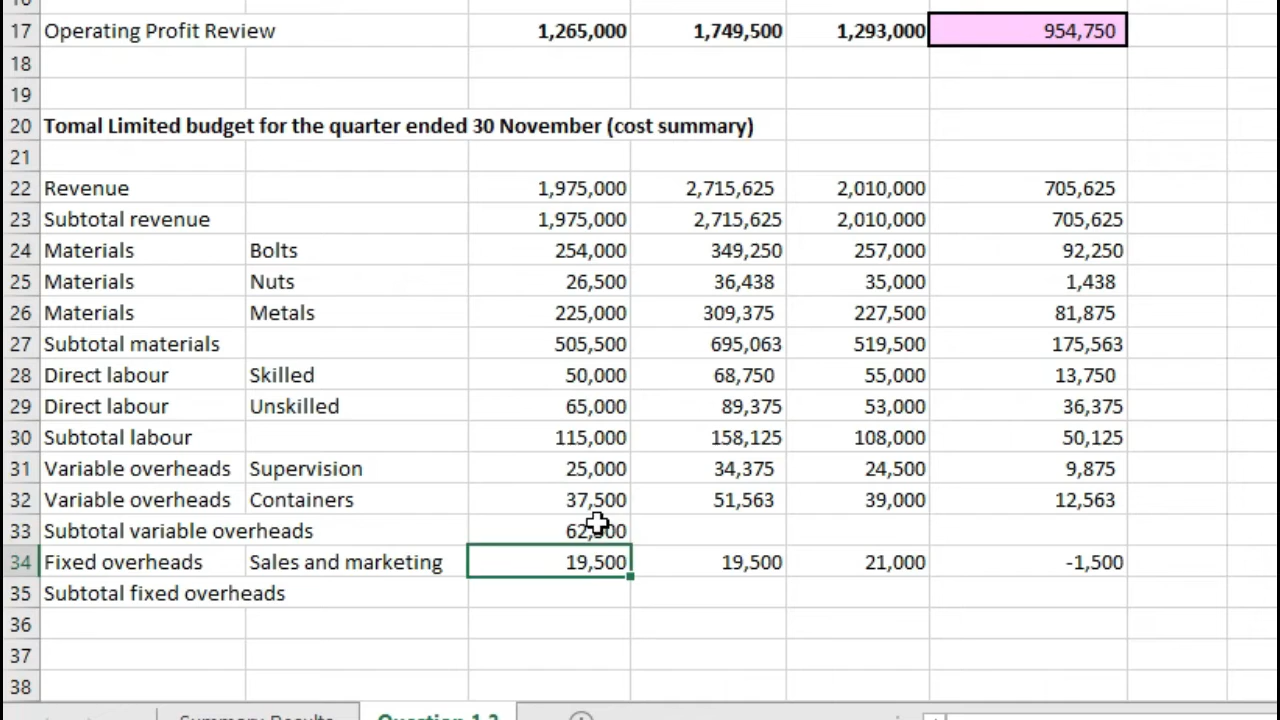 17 Operating Profit Review 1,265,000 1,749,500 1,293,000 954,750
18
19
20 Tomal Limited budget for the quarter ended 30 November (cost summary)
21
22 Revenue 1,975,000 2,715,625 2,010,000 705,625
23 Subtotal revenue 1,975,000 2,715,625 2,010,000 705,625
24 Materials Bolts 254,000 349,250 257,000 92,250
25 Materials Nuts 26,500 36,438 35,000 1,438
26 Materials Metals 225,000 309,375 227,500 81,875
27 Subtotal materials 505,500 695,063 519,500 175,563
28 Direct labour Skilled 50,000 68,750 55,000 13,750
29 Direct labour Unskilled 65,000 89,375 53,000 36,375
30 Subtotal labour 115,000 158,125 108,000 50,125
31 Variable overheads Supervision 25,000 34,375 24,500 9,875
32 Variable overheads Containers 37,500 51,563 39,000 12,563
33 Subtotal variable overheads 62,500
34 Fixed overheads Sales and marketing 19,500 19,500 21,000 -1,500
35 Subtotal fixed overheads
36
37
38
Summary Results